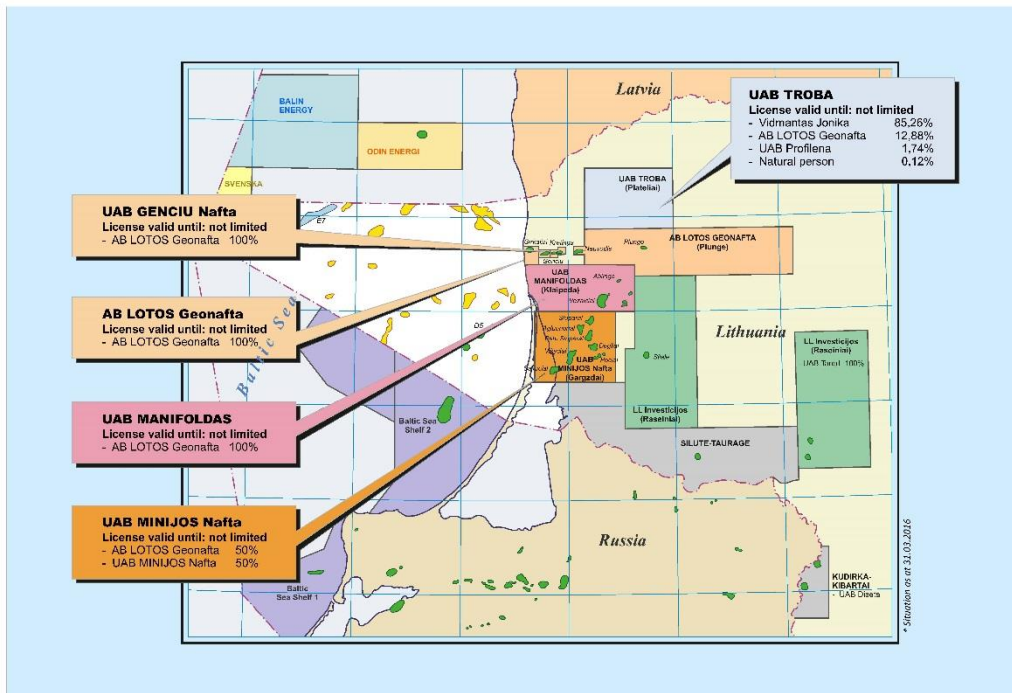 Latvia
BALIN
ENERGY
ODIN ENERGI
SVENSKA
E7
UAB TROBA
License valid until: not limited
- Vidmantas Jonika 85,26%
- AB LOTOS Geonafta 12,88%
- UAB Profilena 1,74%
- Natural person 0.12%
UAB TROBA
(Plateliai)
UAB GENCIU Nafta
License valid until: not limited
- AB LOTOS Geonafta 100%
AB LOTOS GEONAFTA
(Plunge)
Plunge
UAB
MANIFOLDAS
(Klaipeda)
AB LOTOS Geonafta
License valid until: not limited
- AB LOTOS Geonafta 100%
Baltic Sea
D5
Lithuania
LL Investicijos
(Raseiniai)
UAB Tanoil 100%
UAB
MINIJOS Nafta
(Gargzdai)
UAB MANIFOLDAS
License valid until: not limited
- AB LOTOS Geonafta 100%
Baltic Sea
Shelf 2
LL Investicijos
(Raseiniai)
SILUTE-TAURAGE
UAB MINIJOS Nafta
License valid until: not limited
- AB LOTOS Geonafta 50%
- UAB MINIJOS Nafta 50%
Russia
Baltic
Sea Shelf 1
KUDIRKA-
KIBARTAI
- UAB Diseta
* Situation as at 31.03.2016